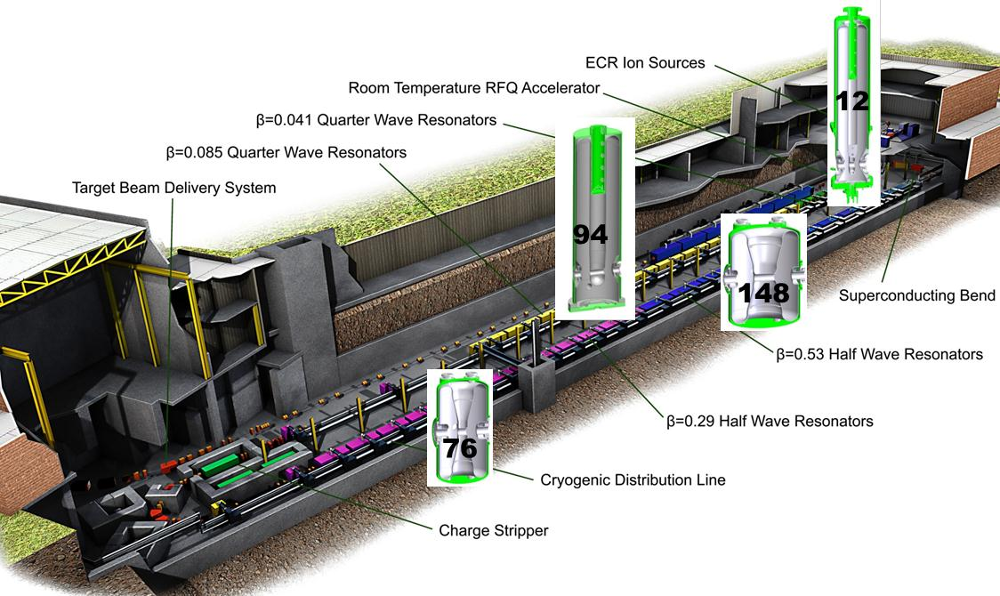 12
ECR Ion Sources
Room Temperature RFQ Accelerator
β=0.041 Quarter Wave Resonators
β=0.085 Quarter Wave Resonators
Target Beam Delivery System
94
148
Superconducting Bend
β=0.53 Half Wave Resonators
β=0.29 Half Wave Resonators
76
Cryogenic Distribution Line
Charge Stripper